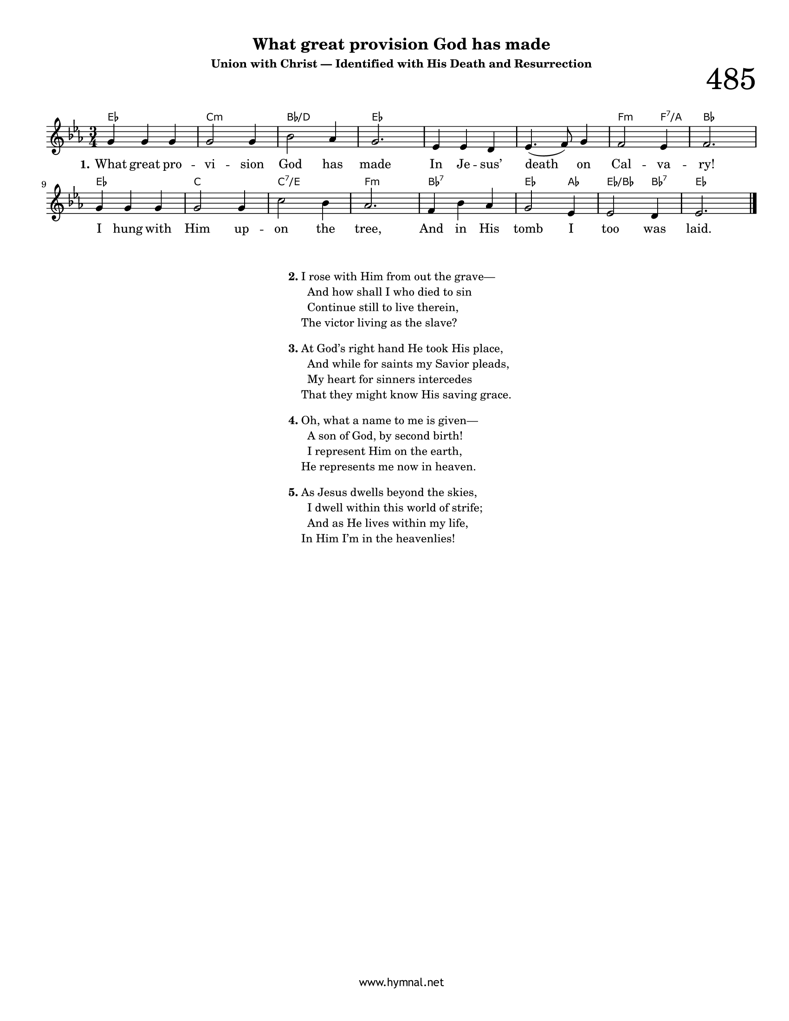 What great provision God has made
Union with Christ — Identified with His Death and Resurrection
485
E♭ Cm B♭/D E♭ Fm F7/A B♭
3
4
1. What great pro - vi - sion God has made In Je - sus’ death on Cal - va - ry!
9
E♭ C C7/E Fm B♭7 E♭ A♭ E♭/B♭ B♭7 E♭
I hung with Him up - on the tree, And in His tomb I too was laid.
2. I rose with Him from out the grave—
And how shall I who died to sin
Continue still to live therein,
The victor living as the slave?
3. At God’s right hand He took His place,
And while for saints my Savior pleads,
My heart for sinners intercedes
That they might know His saving grace.
4. Oh, what a name to me is given—
A son of God, by second birth!
I represent Him on the earth,
He represents me now in heaven.
5. As Jesus dwells beyond the skies,
I dwell within this world of strife;
And as He lives within my life,
In Him I’m in the heavenlies!
www.hymnal.net